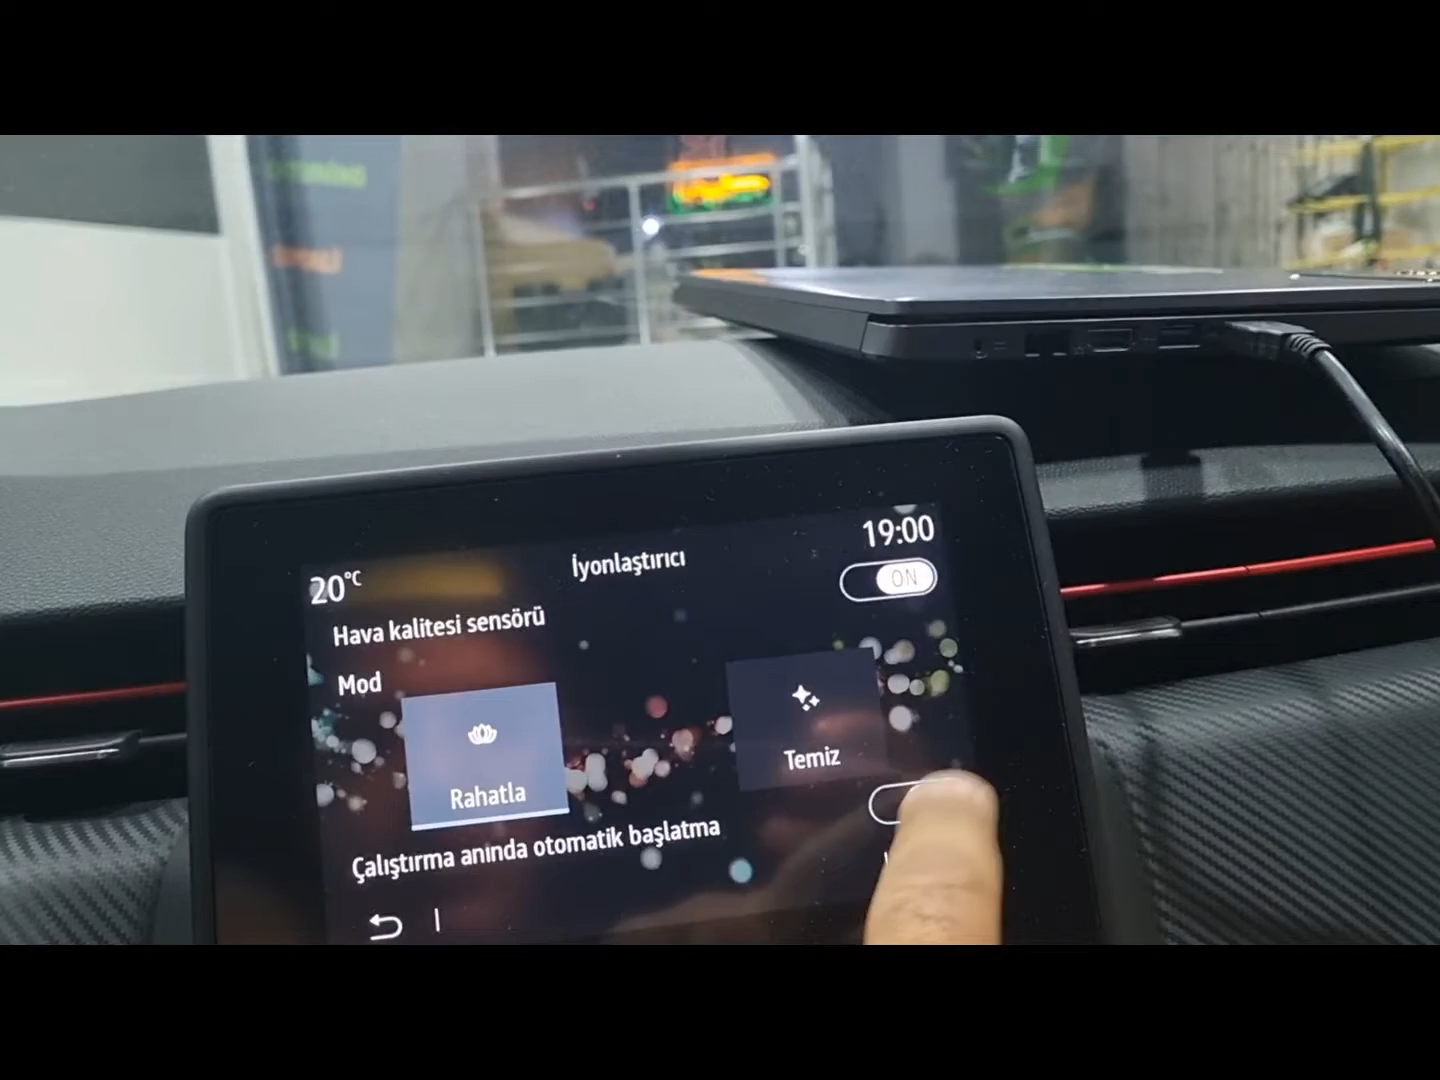 19:00
20°C
İyonlaştırıcı
ON
Hava kalitesi sensörü
Mod
Rahatla
Temiz
Çalıştırma anında otomatik başlatma